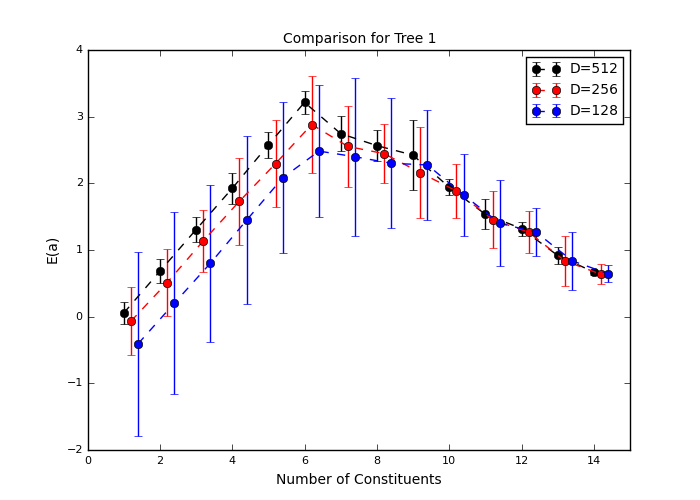 Comparison for Tree 1
D=512
D=256
D=128
E(a)
4
3
2
1
0
−1
−2
0 2 4 6 8 10 12 14
Number of Constituents